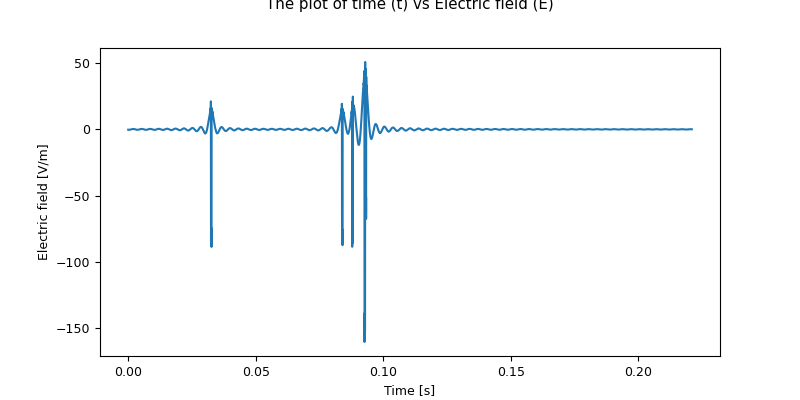 The plot of time (t) vs Electric field (E)
50
0
−50
−100
−150
Electric field [V/m]
0.00 0.05 0.10 0.15 0.20
Time [s]